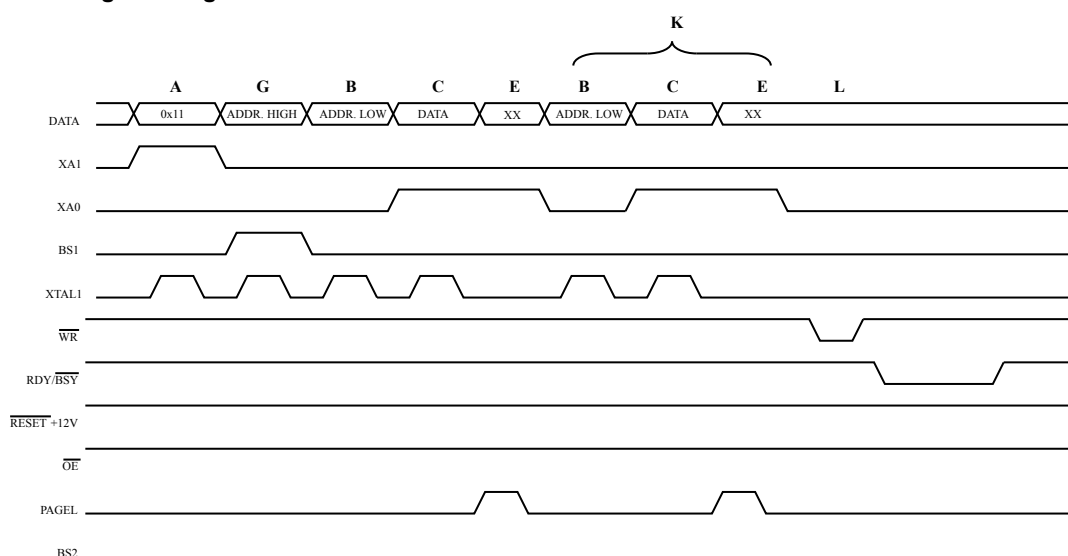 K
A G B C E B C E L
DATA 0x11 ADDR. HIGH ADDR. LOW DATA XX ADDR. LOW DATA XX
XA1
XA0
BS1
XTAL1
WR
RDY/BSY
RESET +12V
OE
PAGEL
BS2